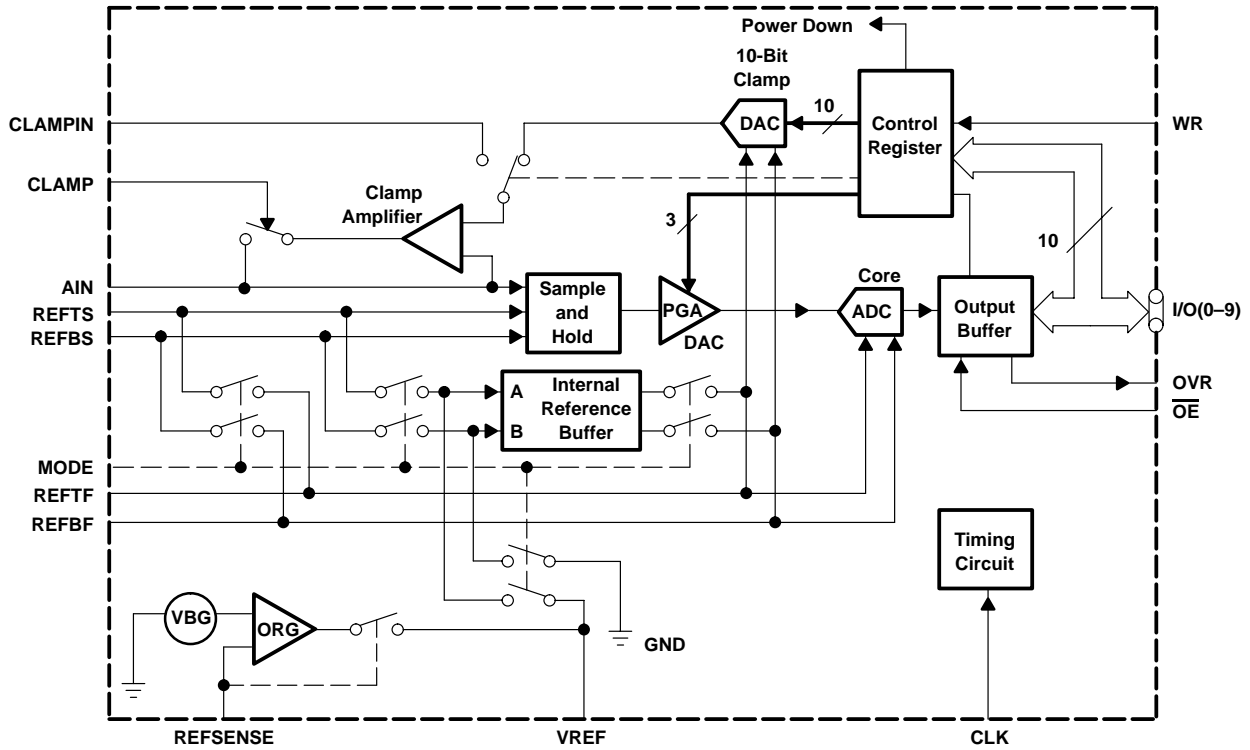 Power Down
10-Bit
Clamp
10
DAC
Control
Register
CLAMPIN
WR
CLAMP
Clamp
Amplifier
3
10
AIN
REFTS
REFBS
Sample
and
Hold
PGA
DAC
Core
ADC
Output
Buffer
I/O(0–9)
OVR
OE
A
B
Internal
Reference
Buffer
MODE
REFTF
REFBF
Timing
Circuit
VBG
ORG
GND
REFSENSE
VREF
CLK